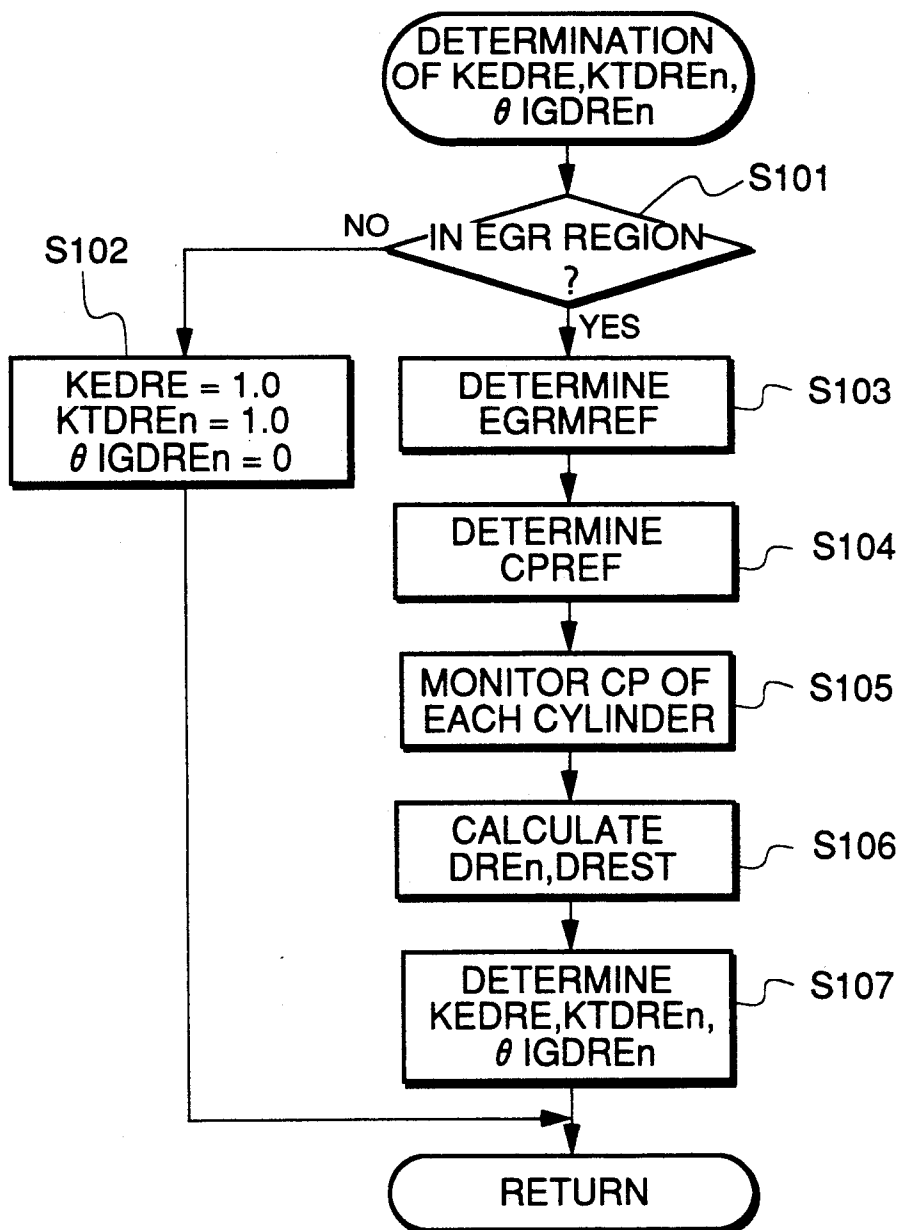 DETERMINATION
OF KEDRE,KTDREn,
θ IGDREn
S101
NO
IN EGR REGION
?
S102
YES
KEDRE = 1.0
KTDREn = 1.0
θ IGDREn = 0
DETERMINE
EGRMREF
S103
DETERMINE
CPREF
S104
MONITOR CP OF
EACH CYLINDER
S105
CALCULATE
DREn,DREST
S106
DETERMINE
KEDRE,KTDREn,
θ IGDREn
S107
RETURN